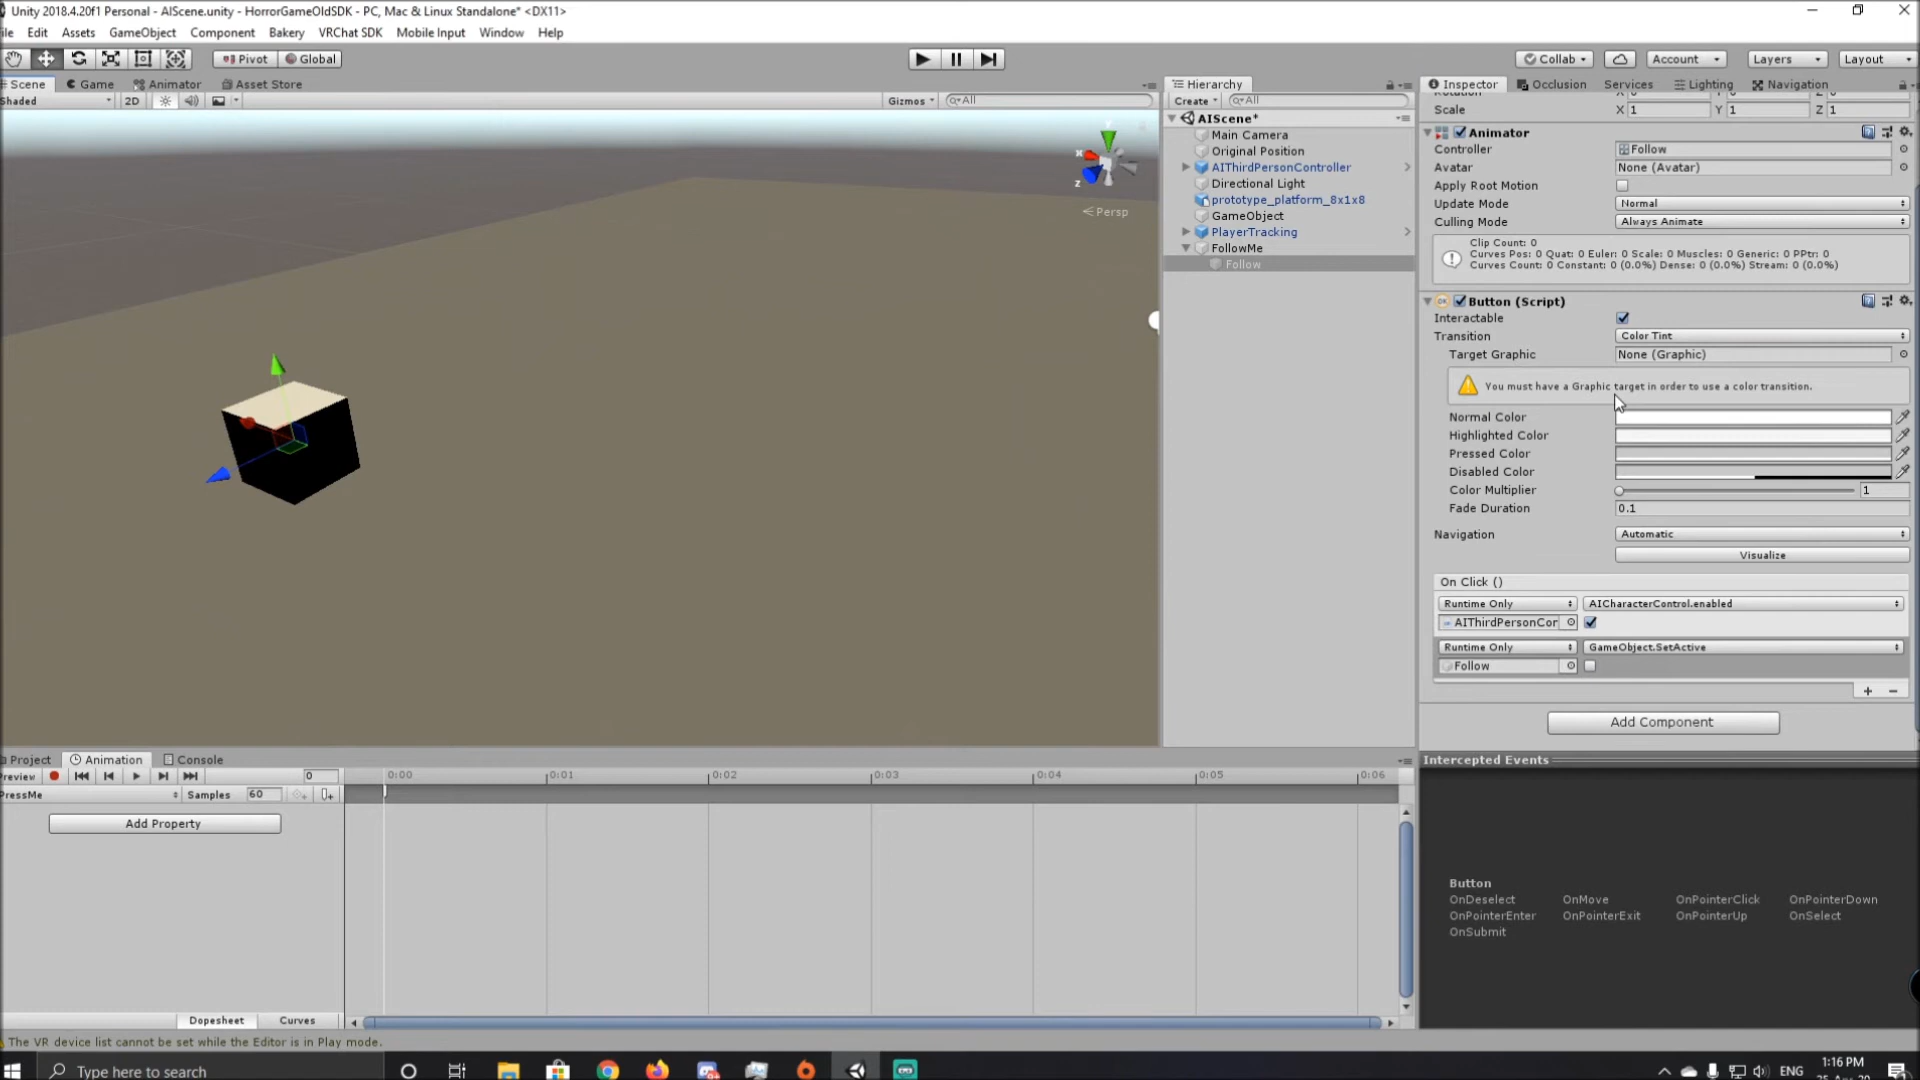 Unity 2018.4.20f1 Personal - AIScene.unity - HorrorGameOldSDK - PC, Mac & Linux Standalone* <DX11>
ile Edit Assets GameObject Component Bakery VRChat SDK Mobile Input Window Help
Pivot Global Collab Account Layers Layout
Scene Game Animator Asset Store
Shaded 2D Gizmos All
Persp
Hierarchy
Create All
AIScene*
Main Camera
Original Position
AIThirdPersonController
Directional Light
prototype_platform_8x1x8
GameObject
PlayerTracking
FollowMe
Follow
Inspector Occlusion Services Lighting Navigation
Scale X 1 Y 1 Z 1
Animator
Controller Follow
Avatar None (Avatar)
Apply Root Motion
Update Mode Normal
Culling Mode Always Animate
Clip Count: 0
Curves Pos: 0 Quat: 0 Euler: 0 Scale: 0 Muscles: 0 Generic: 0 PPtr: 0
Curves Count: 0 Constant: 0 (0.0%) Dense: 0 (0.0%) Stream: 0 (0.0%)
Button (Script)
Interactable
Transition Color Tint
Target Graphic None (Graphic)
You must have a Graphic target in order to use a color transition.
Normal Color
Highlighted Color
Pressed Color
Disabled Color
Color Multiplier 1
Fade Duration 0.1
Navigation Automatic
Visualize
On Click ()
Runtime Only AICharacterControl.enabled
AIThirdPersonCor
Runtime Only GameObject.SetActive
Follow
+ −
Add Component
Intercepted Events
Button
OnDeselect OnMove OnPointerClick OnPointerDown
OnPointerEnter OnPointerExit OnPointerUp OnSelect
OnSubmit
Project Animation Console
Preview 0
PressMe Samples 60
Add Property
0:00 0:01 0:02 0:03 0:04 0:05 0:06
Dopesheet Curves
The VR device list cannot be set while the Editor is in Play mode.
Type here to search
ENG
1:16 PM